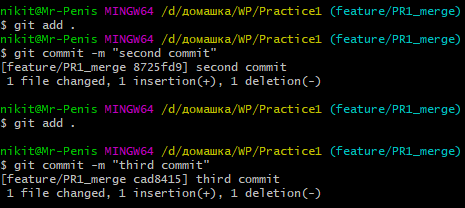 nikit@Mr-Penis MINGW64 /d/домашка/WP/Practice1 (feature/PR1_merge)
$ git add .
nikit@Mr-Penis MINGW64 /d/домашка/WP/Practice1 (feature/PR1_merge)
$ git commit -m "second commit"
[feature/PR1_merge 8725fd9] second commit
1 file changed, 1 insertion(+), 1 deletion(-)
nikit@Mr-Penis MINGW64 /d/домашка/WP/Practice1 (feature/PR1_merge)
$ git add .
nikit@Mr-Penis MINGW64 /d/домашка/WP/Practice1 (feature/PR1_merge)
$ git commit -m "third commit"
[feature/PR1_merge cad8415] third commit
1 file changed, 1 insertion(+), 1 deletion(-)